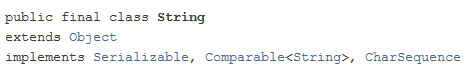 public final class String
extends Object
implements Serializable, Comparable<String>, CharSequence